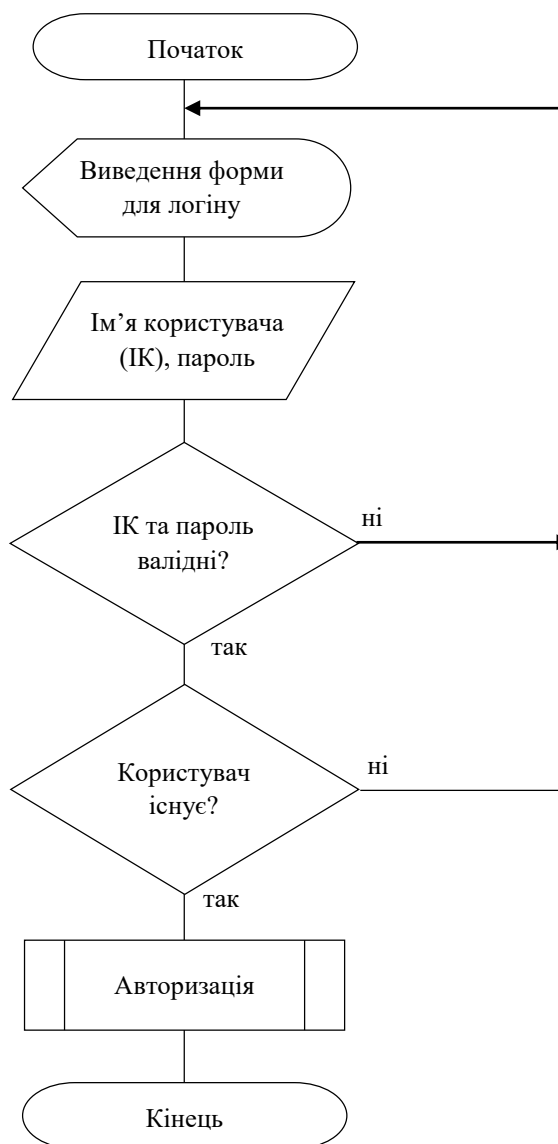 Початок
Виведення форми
для логіну
Ім’я користувача
(ІК), пароль
ІК та пароль
валідні?
ні
так
Користувач
існує?
ні
так
Авторизація
Кінець